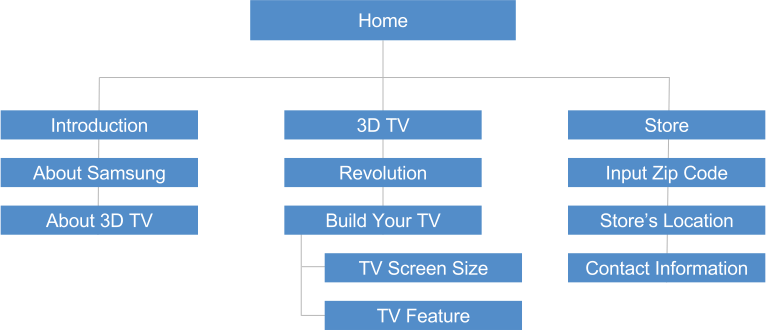 Home
Introduction
3D TV
Store
About Samsung
Revolution
Input Zip Code
About 3D TV
Build Your TV
Store's Location
TV Screen Size
Contact Information
TV Feature